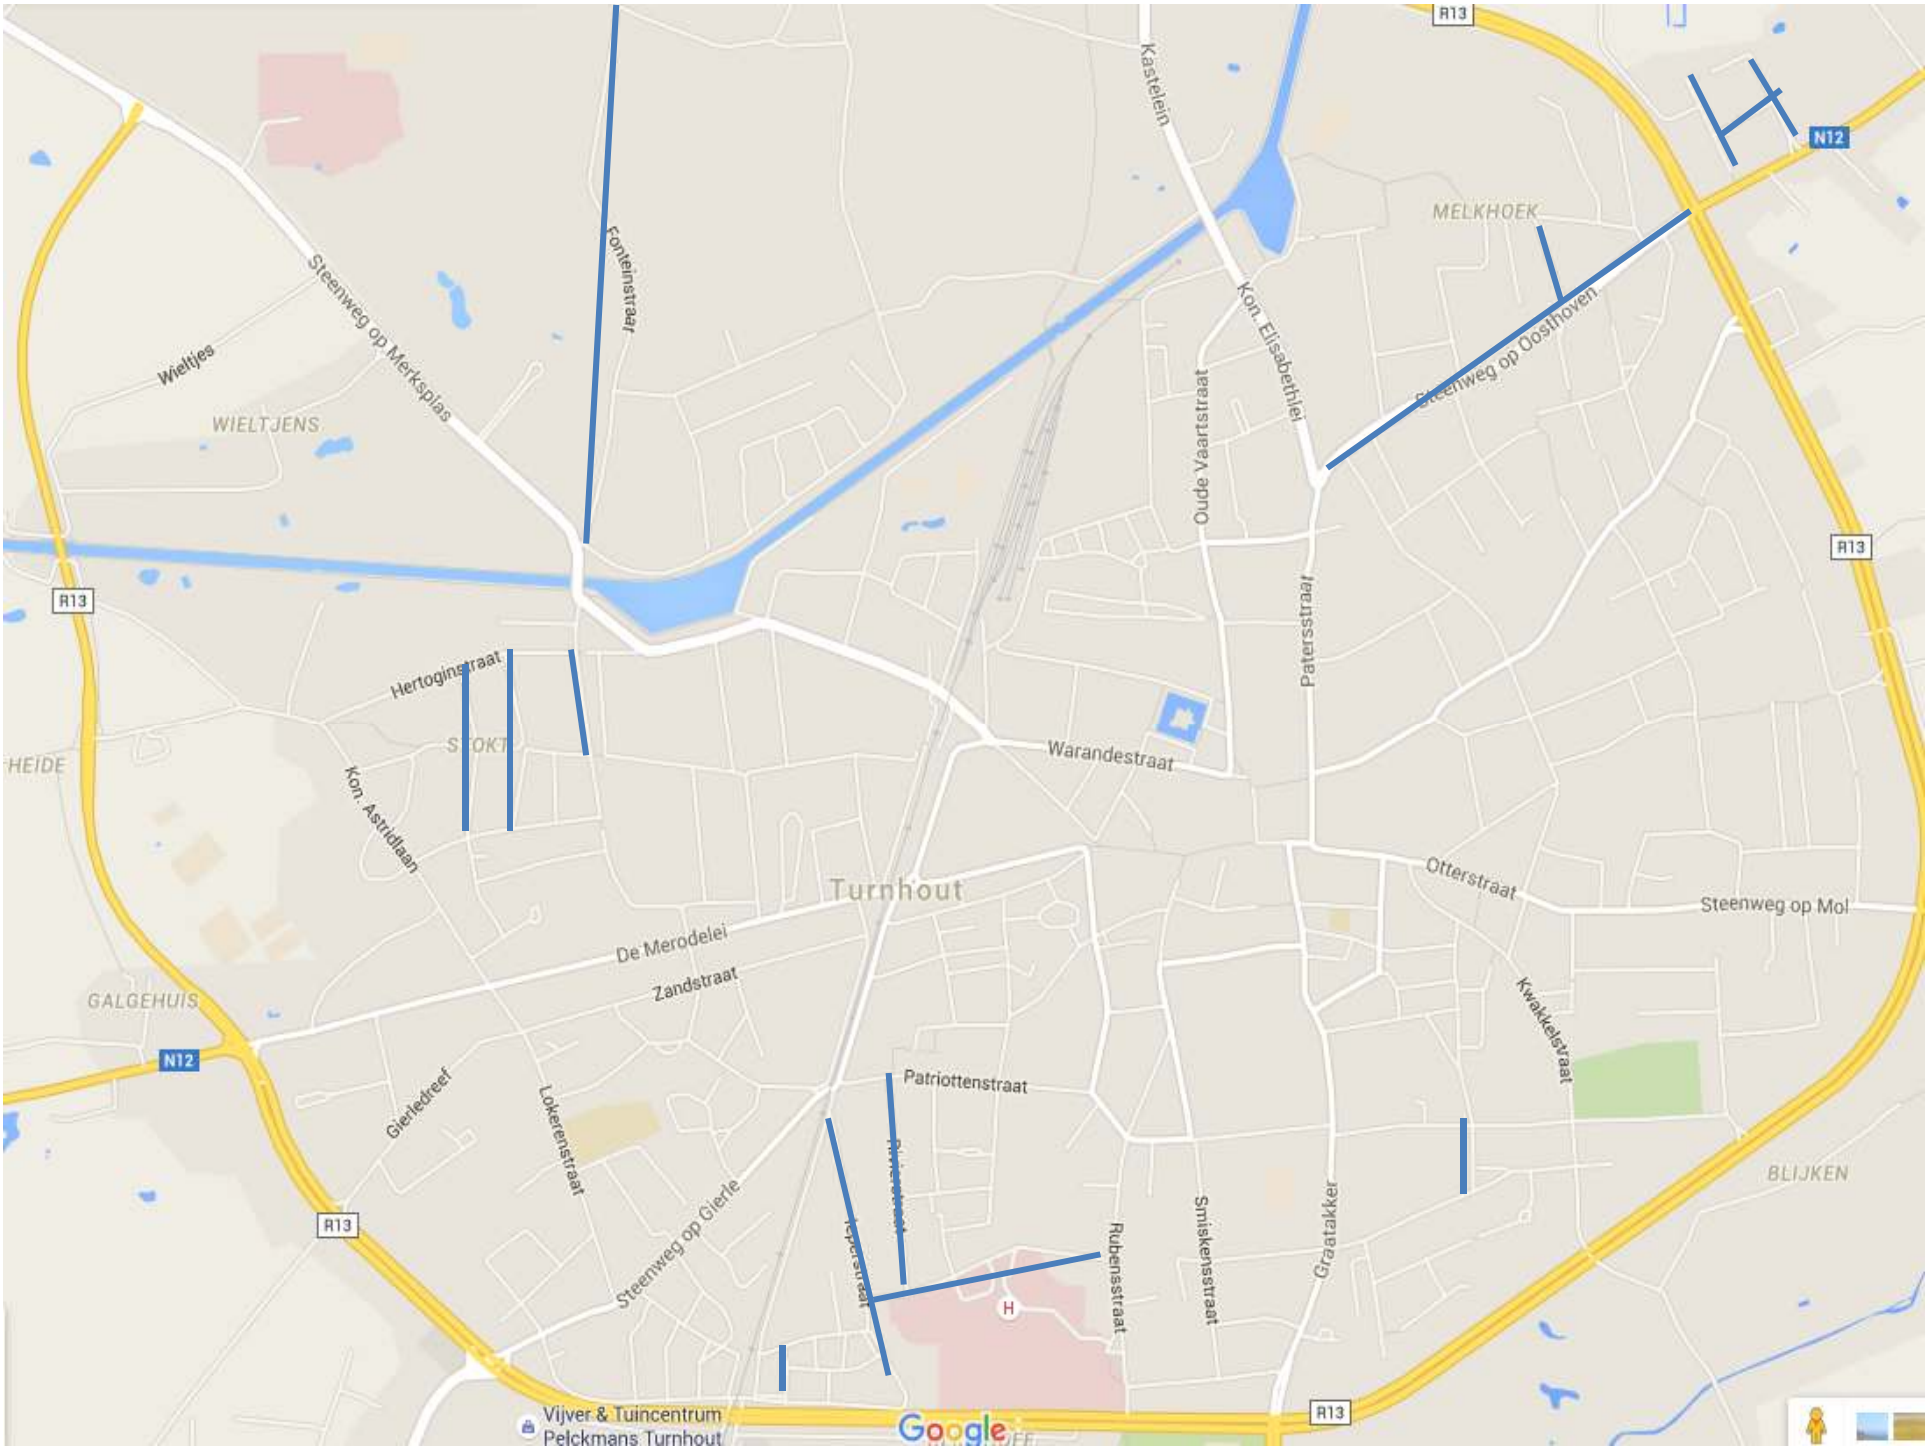 R13
Kastelein
N12
MELKHOEK
Fonteinstraat
Steenweg op Merksplas
Kon. Elisabethlei
Steenweg op Oosthoven
Wieltjes
WIELTJENS
Oude Vaartstraat
R13
R13
Patersstraat
Hertoginstraat
STOKT
Warandestraat
HEIDE
Kon. Astridlaan
Turnhout
Otterstraat
Steenweg op Mol
De Merodelei
Zandstraat
GALGEHUIS
Kwakkelstraat
N12
Patriottenstraat
Gierledreef
Lokerenstraat
Rivierstraat
BLIJKEN
R13
Steenweg op Gierle
Ieperstraat
Rubensstraat
Smiskensstraat
Graatakker
H
Vijver & Tuincentrum
Pelckmans Turnhout
Google
R13